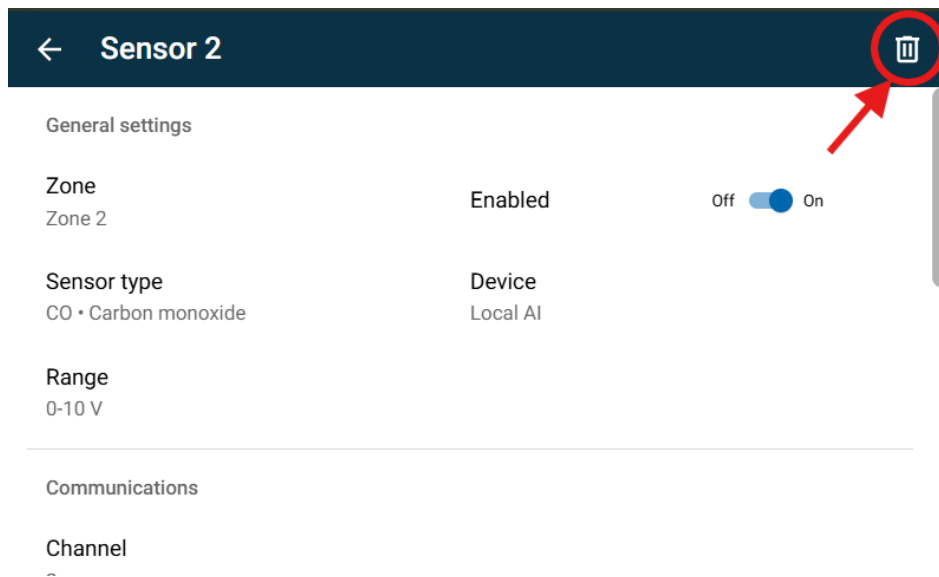 Sensor 2
General settings
Zone
Zone 2
Enabled
Off On
Sensor type
CO • Carbon monoxide
Device
Local AI
Range
0-10 V
Communications
Channel